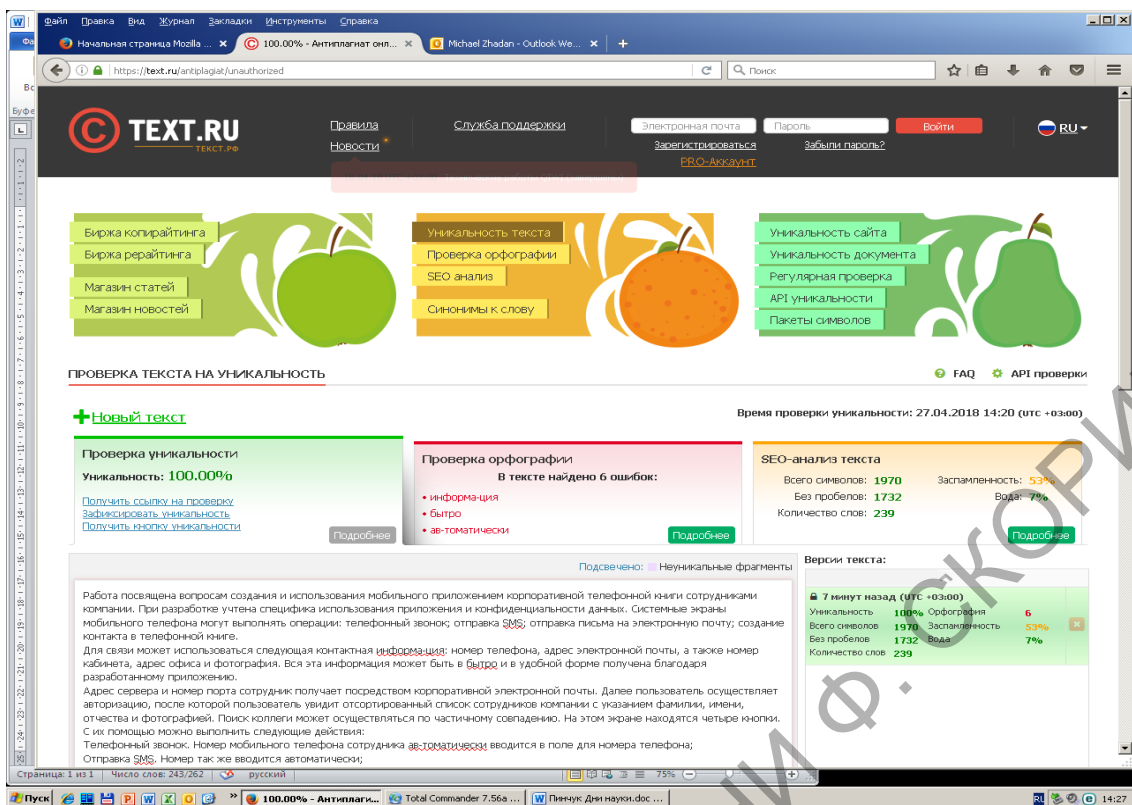 Файл Правка Вид Журнал Закладки Инструменты Справка
Начальная страница Mozilla ... 100.00% - Антиплагиат онл... Michael Zhadan - Outlook We...
https://text.ru/antiplagiat/unauthorized Поиск
TEXT.RU
ТЕКСТ.РФ
Правила Служба поддержки Электронная почта Пароль Войти RU
Новости Зарегистрироваться Забыли пароль?
PRO-Аккаунт
Биржа копирайтинга Уникальность текста Уникальность сайта
Биржа рерайтинга Проверка орфографии Уникальность документа
Магазин статей SEO анализ Регулярная проверка
Магазин новостей Синонимы к слову API уникальности
Пакеты символов
ПРОВЕРКА ТЕКСТА НА УНИКАЛЬНОСТЬ FAQ API проверки
Новый текст Время проверки уникальности: 27.04.2018 14:20 (UTC +03:00)
Проверка уникальности
Уникальность: 100.00%
Получить ссылку на проверку
Зафиксировать уникальность
Получить кнопку уникальности
Подробнее
Проверка орфографии
В тексте найдено 6 ошибок:
• информа-ция
• бытро
• ав-томатически
Подробнее
SEO-анализ текста
Всего символов: 1970 Заспамленность: 53%
Без пробелов: 1732 Вода: 7%
Количество слов: 239
Подробнее
Подсвечено: Неуникальные фрагменты
Работа посвящена вопросам создания и использования мобильного приложением корпоративной телефонной книги сотрудниками
компании. При разработке учтена специфика использования приложения и конфиденциальности данных. Системные экраны
мобильного телефона могут выполнять операции: телефонный звонок; отправка SMS; отправка письма на электронную почту; создание
контакта в телефонной книге.
Для связи может использоваться следующая контактная информа-ция: номер телефона, адрес электронной почты, а также номер
кабинета, адрес офиса и фотография. Вся эта информация может быть в бытро и в удобной форме получена благодаря
разработанному приложению.
Адрес сервера и номер порта сотрудник получает посредством корпоративной электронной почты. Далее пользователь осуществляет
авторизацию, после которой пользователь увидит отсортированный список сотрудников компании с указанием фамилии, имени,
отчества и фотографией. Поиск коллеги может осуществляться по частичному совпадению. На этом экране находятся четыре кнопки.
С их помощью можно выполнить следующие действия:
Телефонный звонок. Номер мобильного телефона сотрудника ав-томатически вводится в поле для номера телефона;
Отправка SMS. Номер так же вводится автоматически;
Версии текста:
7 минут назад (UTC +03:00)
Уникальность 100% Орфография 6
Всего символов 1970 Заспамленность 53%
Без пробелов 1732 Вода 7%
Количество слов 239
Страница: 1 из 1 Число слов: 243/262 русский 75%
Пуск 100.00% - Антиплаги... Total Commander 7.56a ... Пинчук Дни науки.doc ... RL 14:27
Ф. СКОРИ